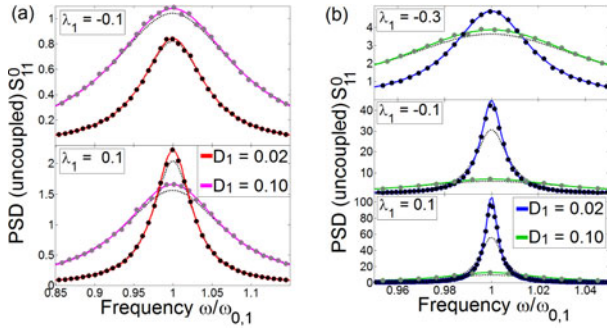 (a)
λ₁ = -0.1
1
0.8
0.6
0.4
0.2
λ₁ = 0.1
D₁ = 0.02
D₁ = 0.10
2
1.5
1
0.5
0
0.85 0.9 0.95 1 1.05 1.1
PSD (uncoupled) S⁰₁₁
Frequency ω/ω₀,₁
(b)
λ₁ = -0.3
5
4
3
2
1
λ₁ = -0.1
40
20
0
λ₁ = 0.1
D₁ = 0.02
D₁ = 0.10
100
80
60
40
20
0
0.96 0.98 1 1.02 1.04
PSD (uncoupled) S⁰₁₁
Frequency ω/ω₀,₁